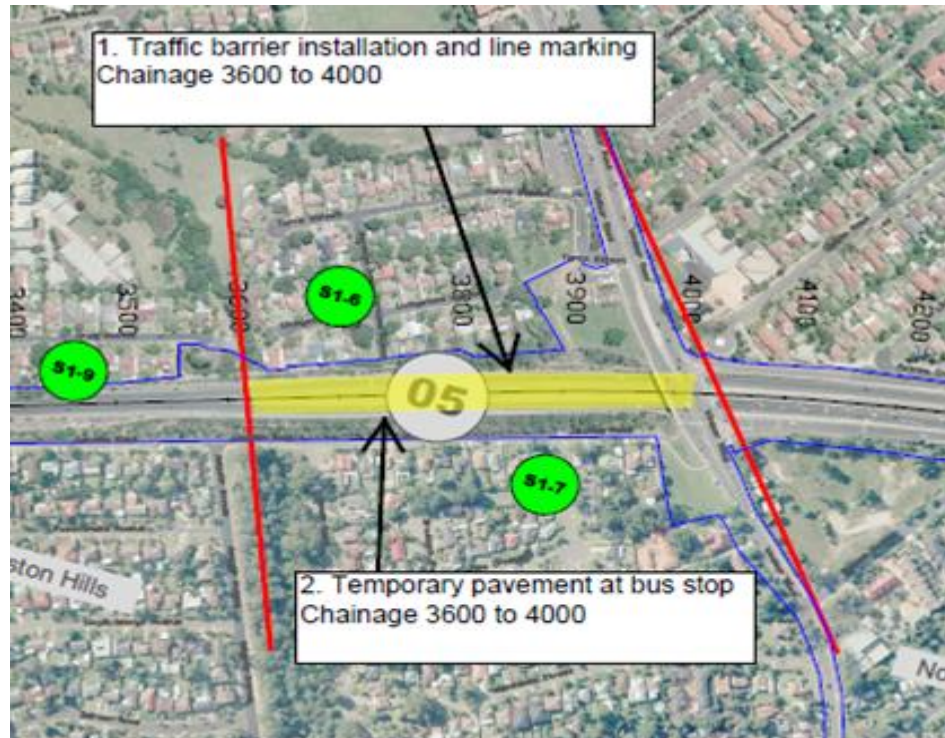 1. Traffic barrier installation and line marking
Chainage 3600 to 4000
S1-6
3400
3500
3600
3800
3900
4000
4100
4200
S1-9
05
S1-7
ston Hills
2. Temporary pavement at bus stop
Chainage 3600 to 4000
No